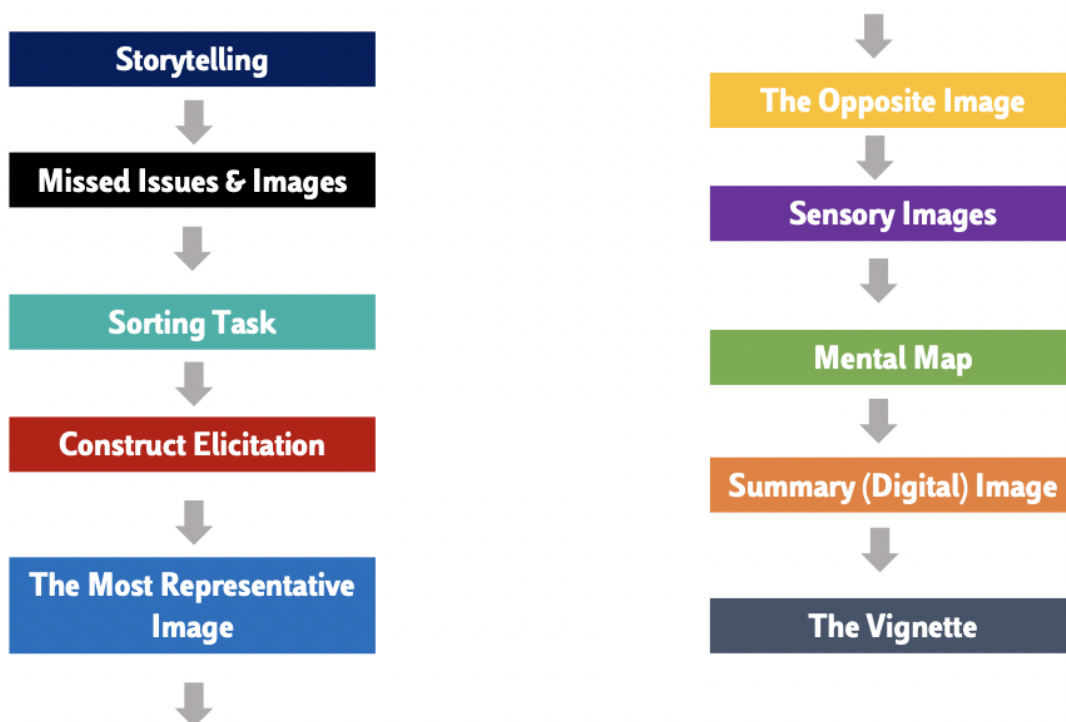 Storytelling
Missed Issues & Images
Sorting Task
Construct Elicitation
The Most Representative
Image
The Opposite Image
Sensory Images
Mental Map
Summary (Digital) Image
The Vignette